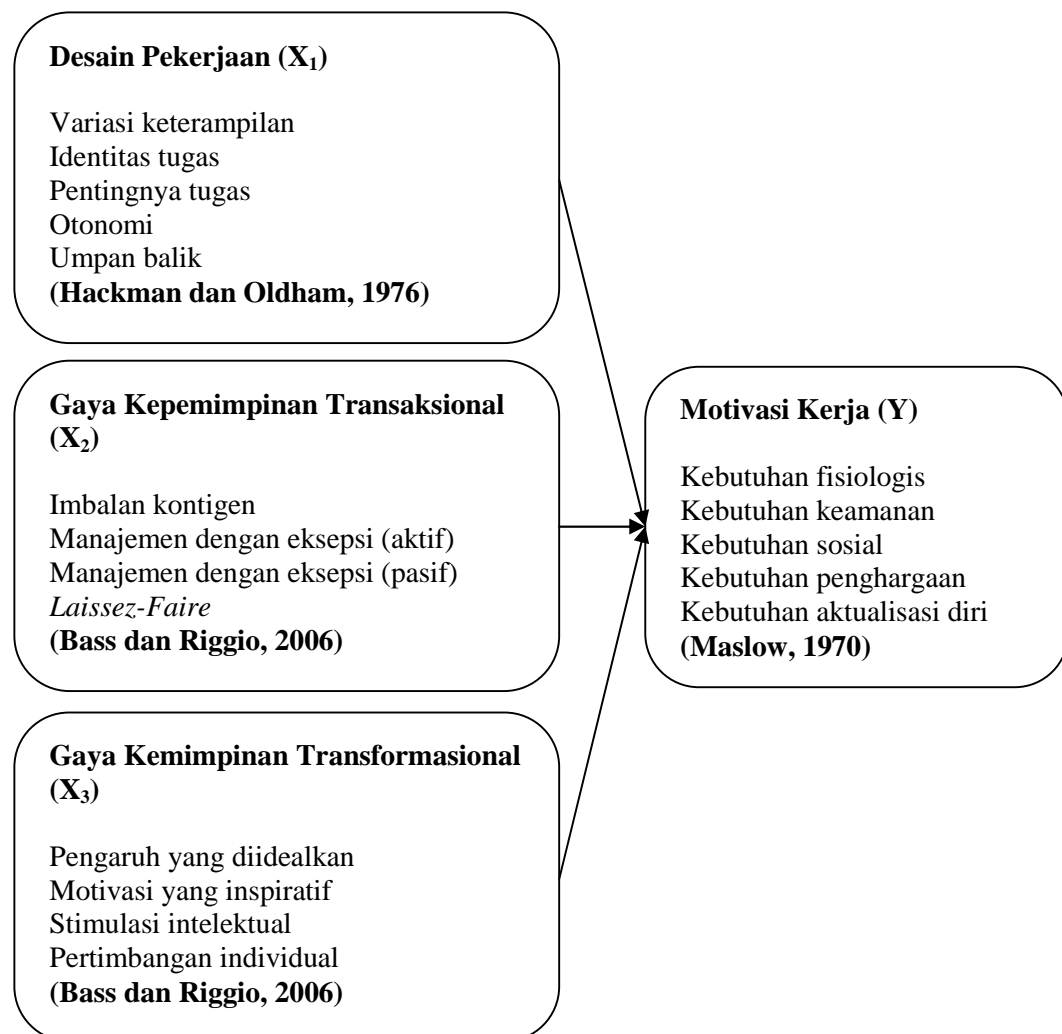 Desain Pekerjaan (X₁)
Variasi keterampilan
Identitas tugas
Pentingnya tugas
Otonomi
Umpan balik
(Hackman dan Oldham, 1976)
Gaya Kepemimpinan Transaksional
(X₂)
Imbalan kontigen
Manajemen dengan eksepsi (aktif)
Manajemen dengan eksepsi (pasif)
Laissez-Faire
(Bass dan Riggio, 2006)
Gaya Kemimpinan Transformasional
(X₃)
Pengaruh yang diidealkan
Motivasi yang inspiratif
Stimulasi intelektual
Pertimbangan individual
(Bass dan Riggio, 2006)
Motivasi Kerja (Y)
Kebutuhan fisiologis
Kebutuhan keamanan
Kebutuhan sosial
Kebutuhan penghargaan
Kebutuhan aktualisasi diri
(Maslow, 1970)